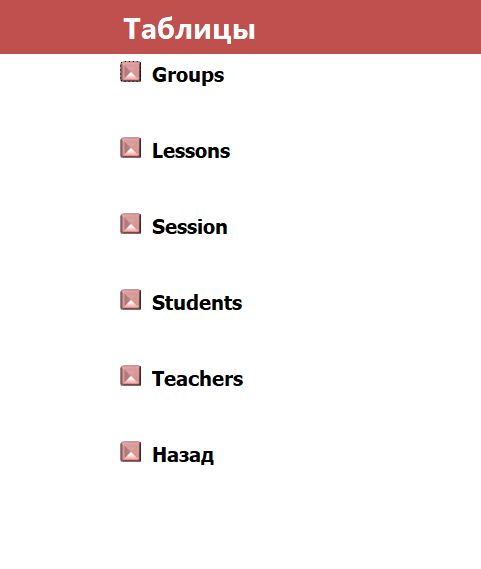 Таблицы
Groups
Lessons
Session
Students
Teachers
Назад